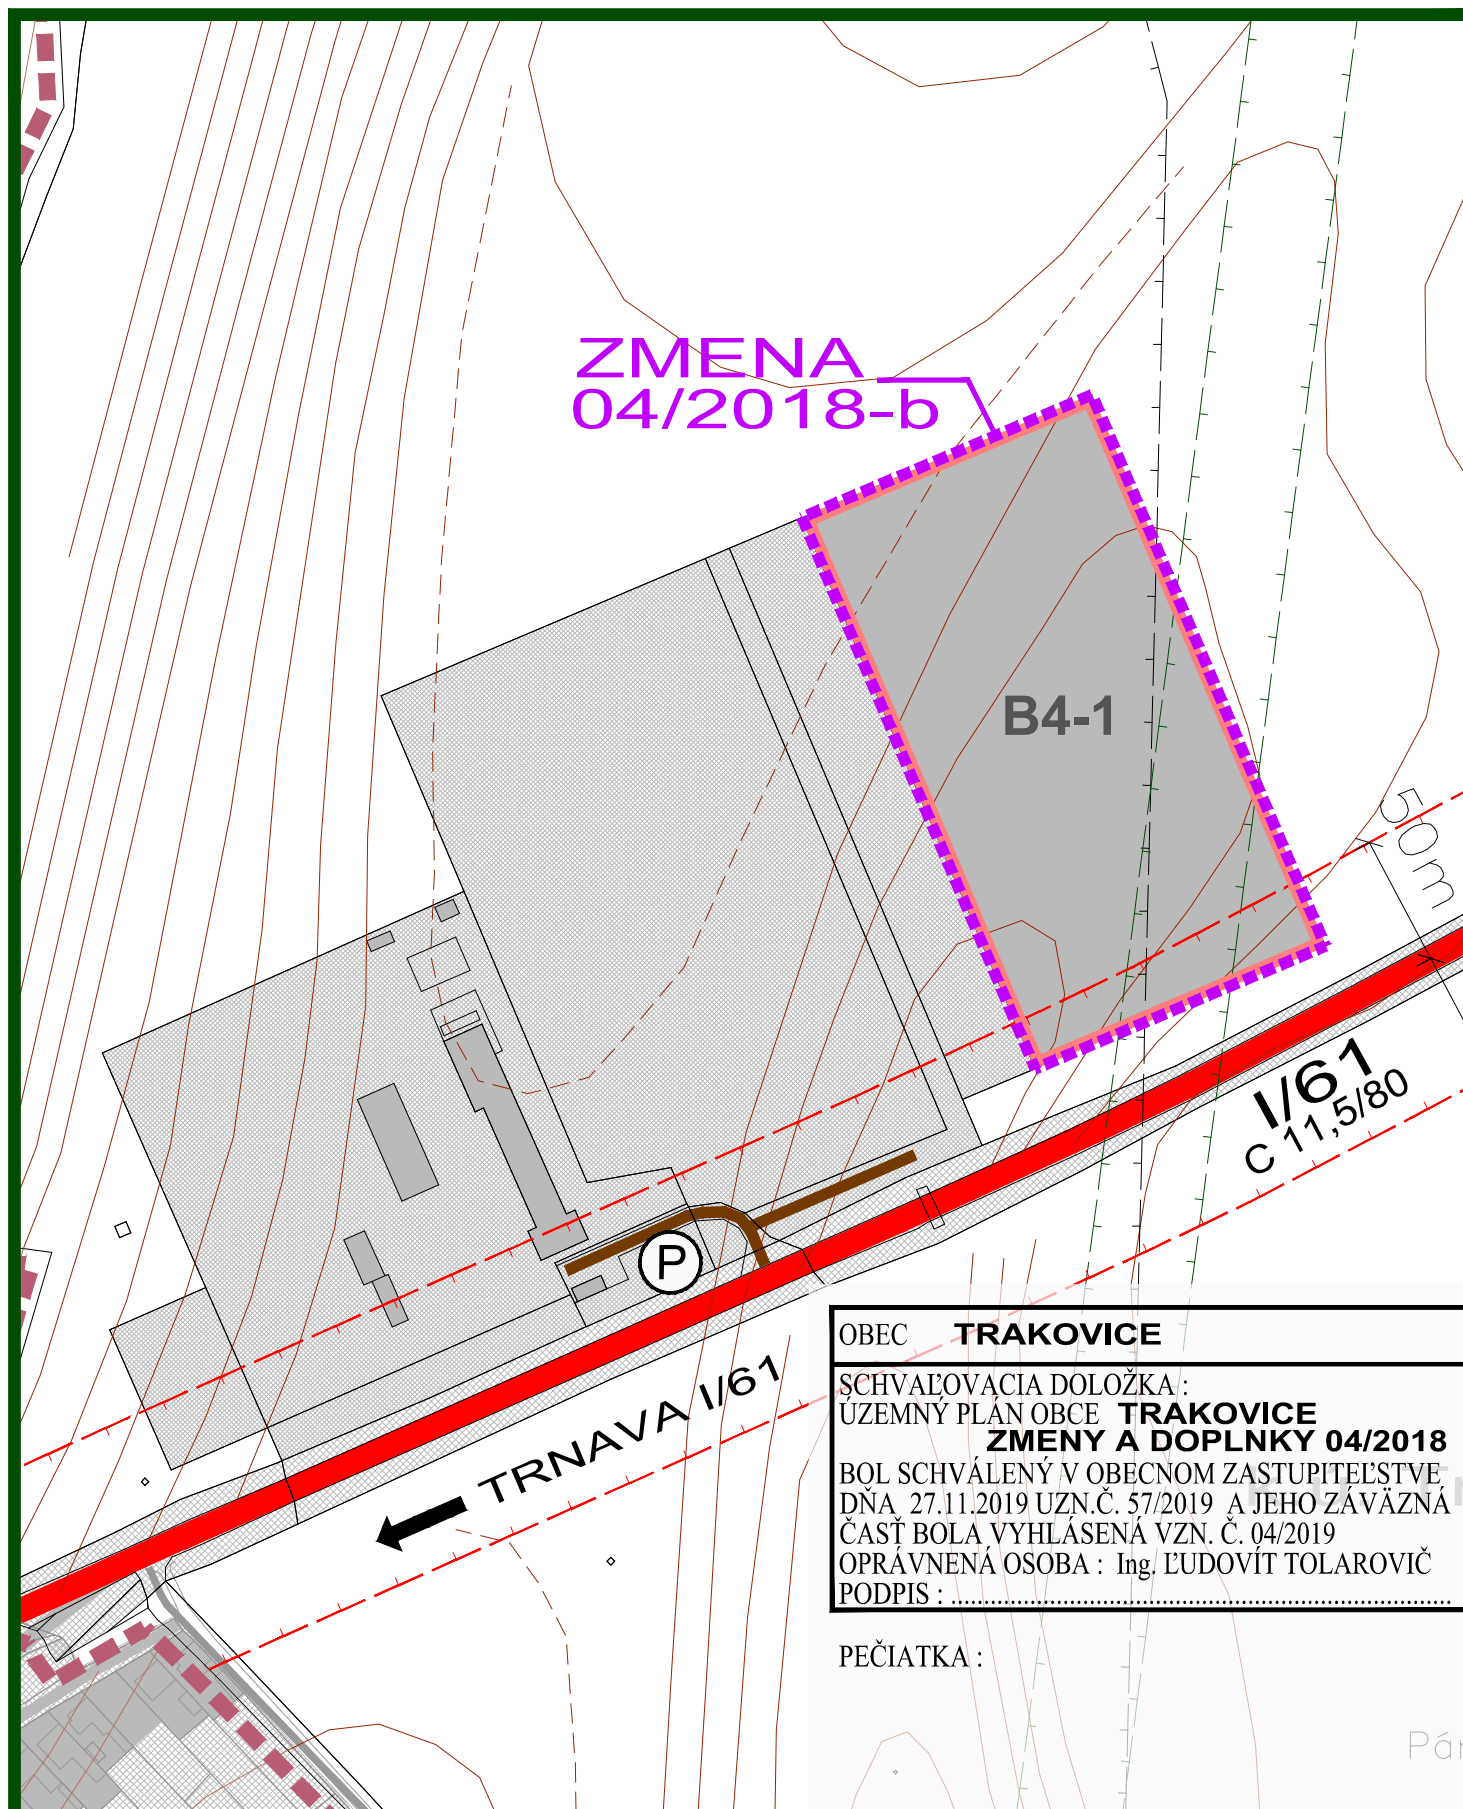 ZMENA
04/2018-b
B4-1
50m
I/61
C 11,5/80
P
TRNAVA I/61
OBEC TRAKOVICE
SCHVAĽOVACIA DOLOŽKA :
ÚZEMNÝ PLÁN OBCE TRAKOVICE
ZMENY A DOPLNKY 04/2018
BOL SCHVÁLENÝ V OBECNOM ZASTUPITEĽSTVE
DŇA 27.11.2019 UZN.Č. 57/2019 A JEHO ZÁVÄZNÁ
ČASŤ BOLA VYHLÁSENÁ VZN. Č. 04/2019
OPRÁVNENÁ OSOBA : Ing. ĽUDOVÍT TOLAROVIČ
PODPIS : ............................................................................
PEČIATKA :